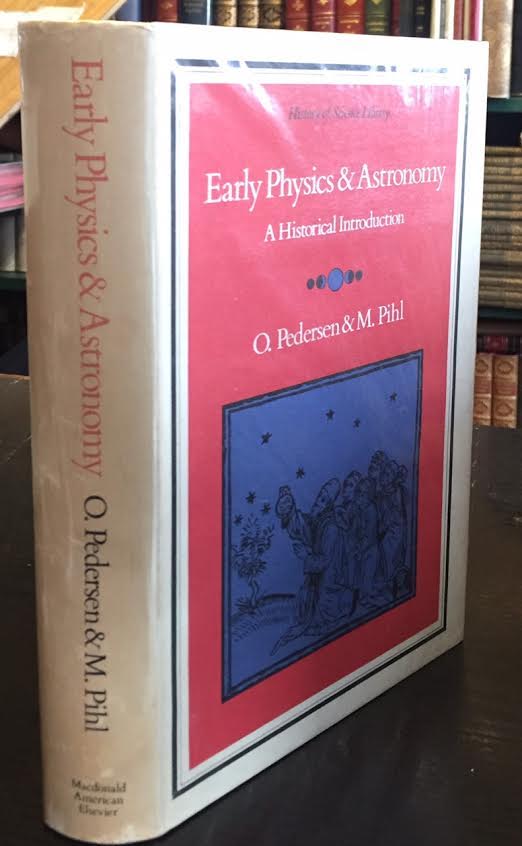 Early Physics & Astronomy O. Pedersen & M. Pihl
Macdonald
American
Elsevier
History of Science Library
Early Physics & Astronomy
A Historical Introduction
O. Pedersen & M. Pihl